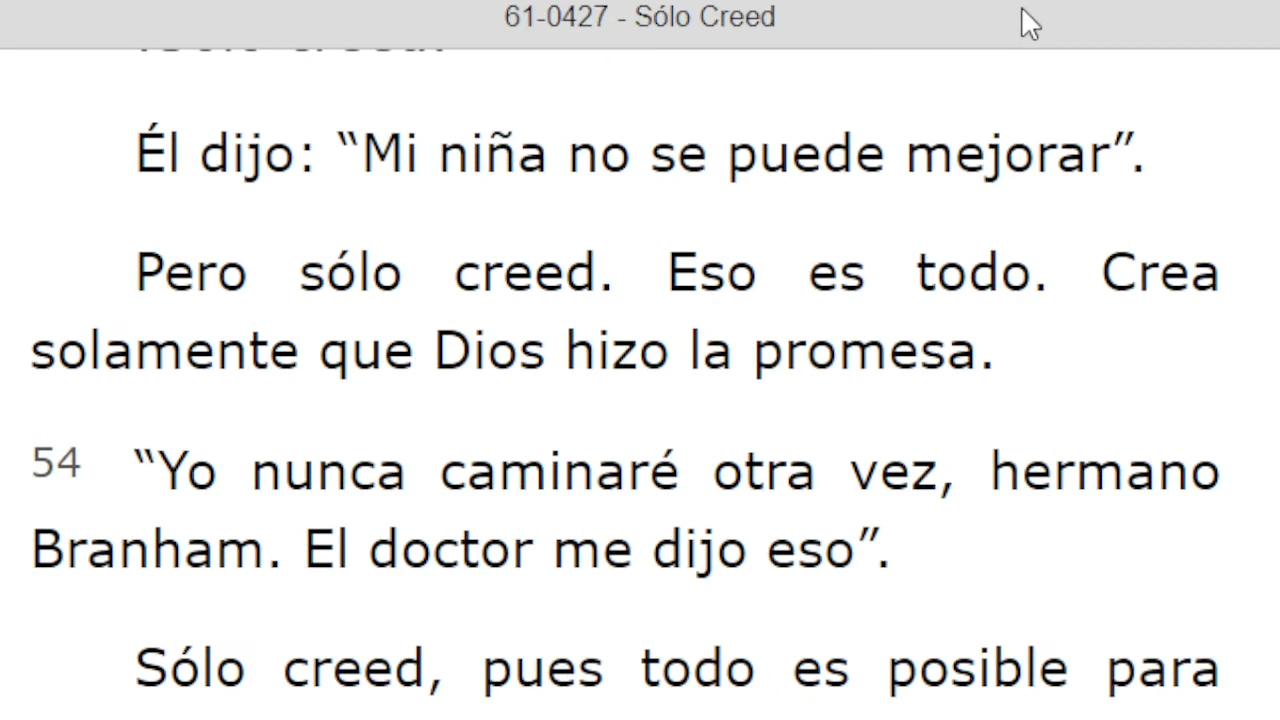 61-0427 - Sólo Creed
Él dijo: “Mi niña no se puede mejorar”.
Pero sólo creed. Eso es todo. Crea
solamente que Dios hizo la promesa.
54 “Yo nunca caminaré otra vez, hermano
Branham. El doctor me dijo eso”.
Sólo creed, pues todo es posible para